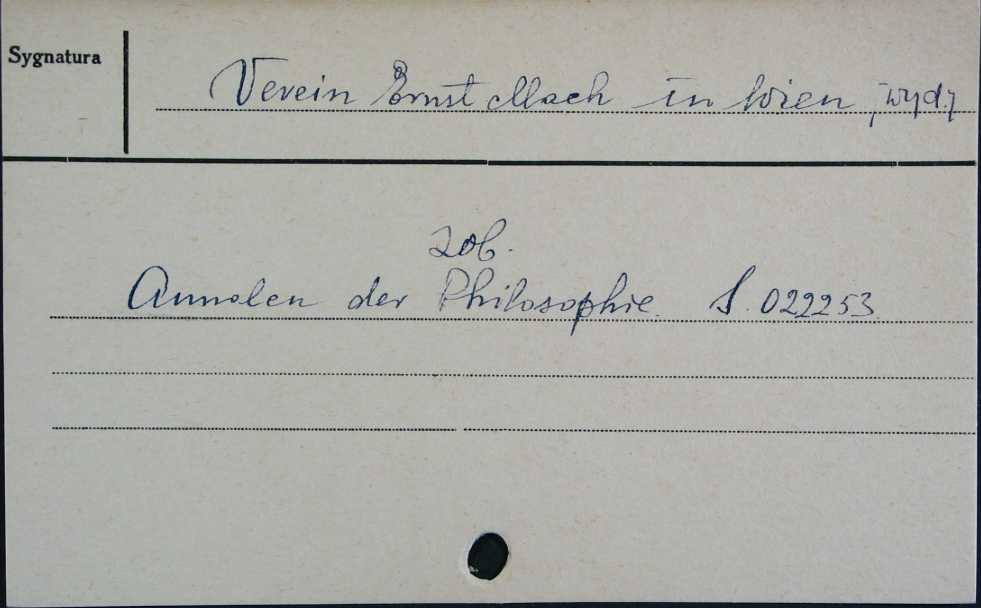 Sygnatura
Verein Ernst Mach in Wien, wyd.
zob.
Annalen der Philosophie. S. 022253